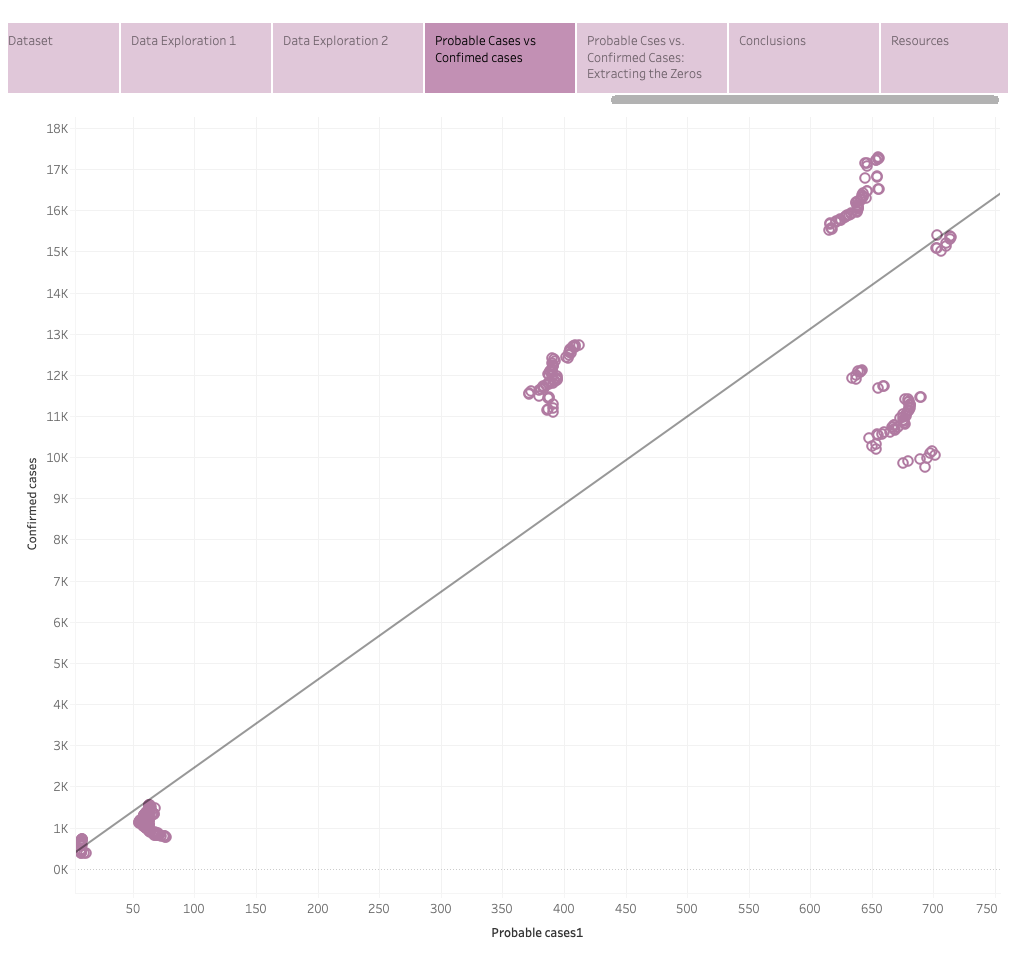 Dataset
Data Exploration 1
Data Exploration 2
Probable Cases vs
Confimed cases
Probable Cses vs.
Confirmed Cases:
Extracting the Zeros
Conclusions
Resources
18K
17K
16K
15K
14K
13K
12K
11K
10K
9K
8K
7K
6K
5K
4K
3K
2K
1K
0K
Confirmed cases
50 100 150 200 250 300 350 400 450 500 550 600 650 700 750
Probable cases1